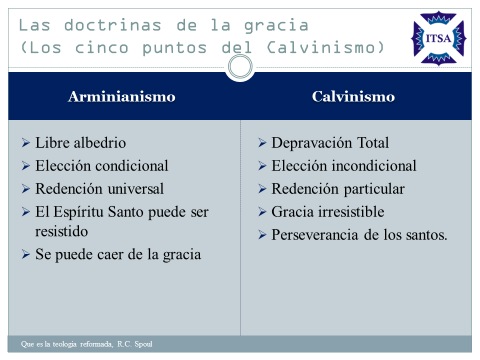 Las doctrinas de la gracia
(Los cinco puntos del Calvinismo)
ITSA
Arminianismo
Libre albedrio
Elección condicional
Redención universal
El Espíritu Santo puede ser
resistido
Se puede caer de la gracia
Calvinismo
Depravación Total
Elección incondicional
Redención particular
Gracia irresistible
Perseverancia de los santos.
Que es la teología reformada, R.C. Spoul